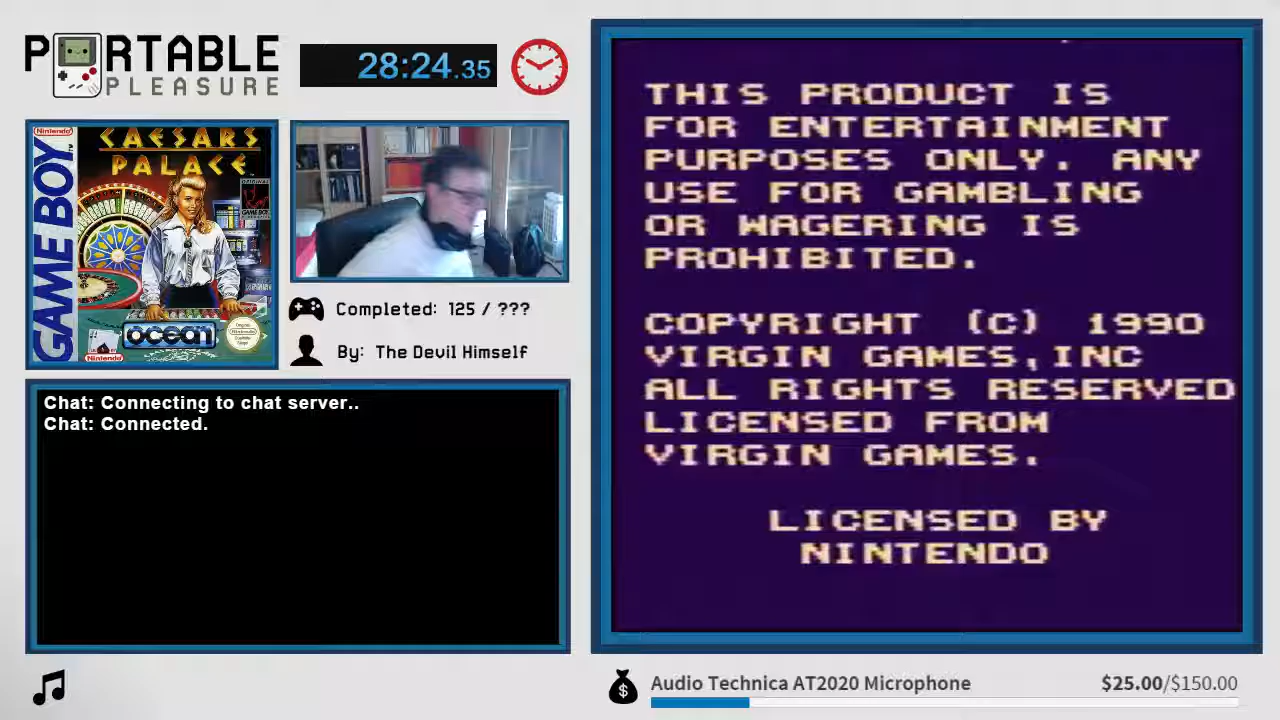 PORTABLE
PLEASURE
28:24.35
Nintendo
GAME BOY
CAESARS
PALACE
ocean
Nintendo
Completed: 125 / ???
By: The Devil Himself
Chat: Connecting to chat server..
Chat: Connected.
THIS PRODUCT IS
FOR ENTERTAINMENT
PURPOSES ONLY. ANY
USE FOR GAMBLING
OR WAGERING IS
PROHIBITED.
COPYRIGHT (C) 1990
VIRGIN GAMES,INC
ALL RIGHTS RESERVED
LICENSED FROM
VIRGIN GAMES.
LICENSED BY
NINTENDO
Audio Technica AT2020 Microphone
$25.00/$150.00